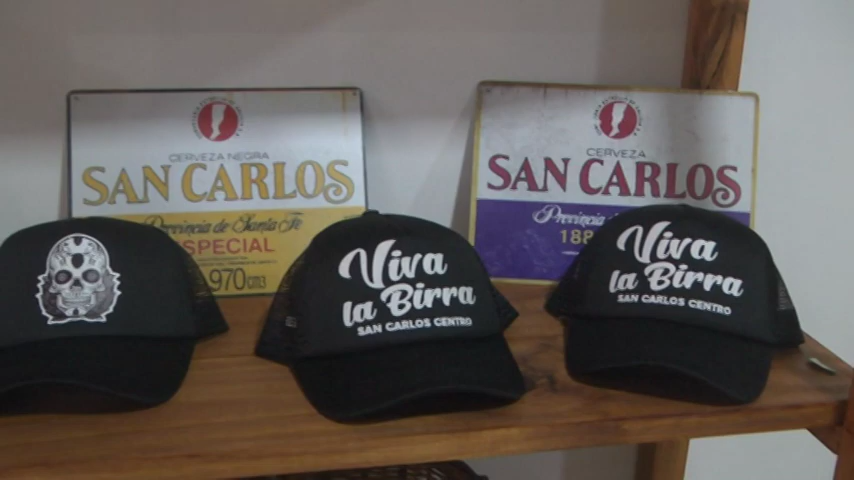 CERVEZA NEGRA
SAN CARLOS
Provincia de Santa Fe
SPECIAL
970 cm3
CERVEZA
SAN CARLOS
Provincia
188
Viva
la Birra
SAN CARLOS CENTRO
Viva
la Birra
SAN CARLOS CENTRO